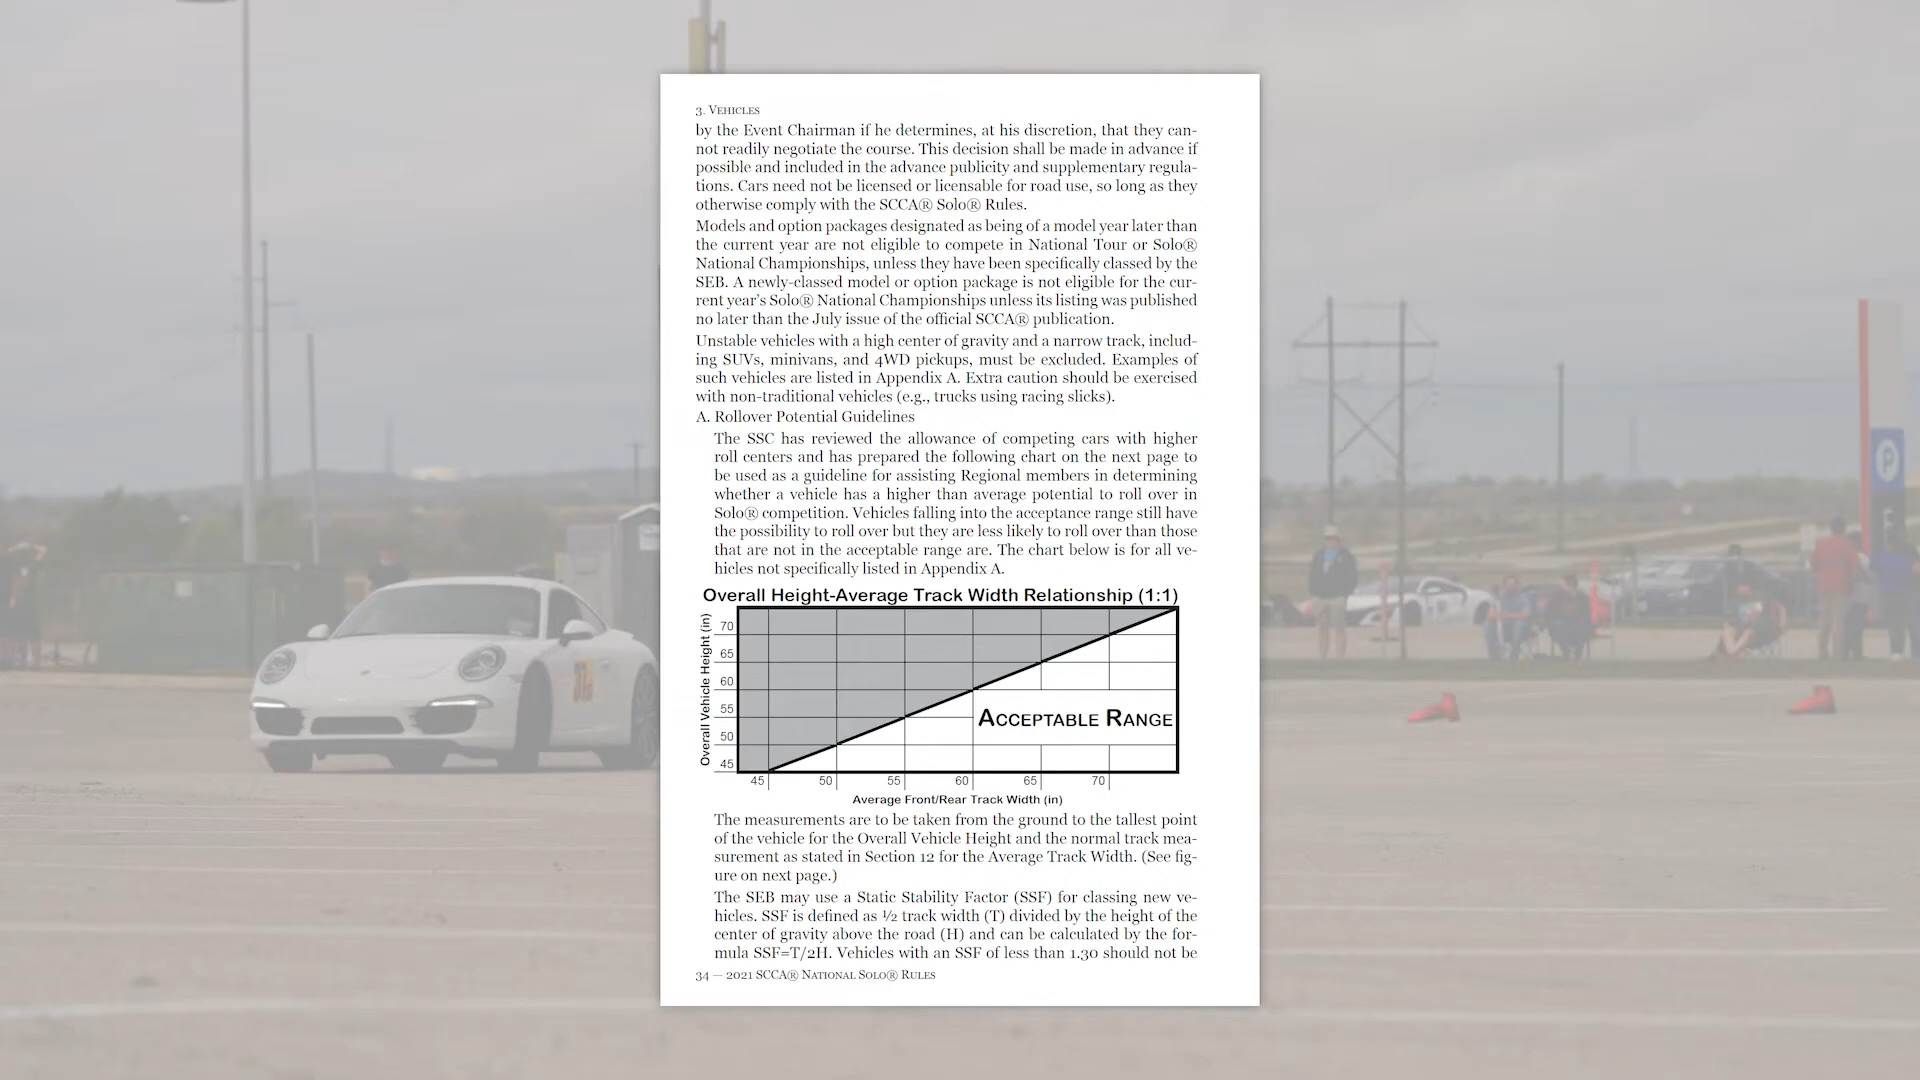 3. Vehicles
by the Event Chairman if he determines, at his discretion, that they can-
not readily negotiate the course. This decision shall be made in advance if
possible and included in the advance publicity and supplementary regula-
tions. Cars need not be licensed or licensable for road use, so long as they
otherwise comply with the SCCA® Solo® Rules.
Models and option packages designated as being of a model year later than
the current year are not eligible to compete in National Tour or Solo®
National Championships, unless they have been specifically classed by the
SEB. A newly-classed model or option package is not eligible for the cur-
rent year's Solo® National Championships unless its listing was published
no later than the July issue of the official SCCA® publication.
Unstable vehicles with a high center of gravity and a narrow track, includ-
ing SUVs, minivans, and 4WD pickups, must be excluded. Examples of
such vehicles are listed in Appendix A. Extra caution should be exercised
with non-traditional vehicles (e.g., trucks using racing slicks).
A. Rollover Potential Guidelines
The SSC has reviewed the allowance of competing cars with higher
roll centers and has prepared the following chart on the next page to
be used as a guideline for assisting Regional members in determining
whether a vehicle has a higher than average potential to roll over in
Solo® competition. Vehicles falling into the acceptance range still have
the possibility to roll over but they are less likely to roll over than those
that are not in the acceptable range are. The chart below is for all ve-
hicles not specifically listed in Appendix A.
Overall Height-Average Track Width Relationship (1:1)
Overall Vehicle Height (in)
70
65
60
55
50
45
Acceptable Range
45 50 55 60 65 70
Average Front/Rear Track Width (in)
The measurements are to be taken from the ground to the tallest point
of the vehicle for the Overall Vehicle Height and the normal track mea-
surement as stated in Section 12 for the Average Track Width. (See fig-
ure on next page.)
The SEB may use a Static Stability Factor (SSF) for classing new ve-
hicles. SSF is defined as ½ track width (T) divided by the height of the
center of gravity above the road (H) and can be calculated by the for-
mula SSF=T/2H. Vehicles with an SSF of less than 1.30 should not be
34 — 2021 SCCA® National Solo® Rules
P